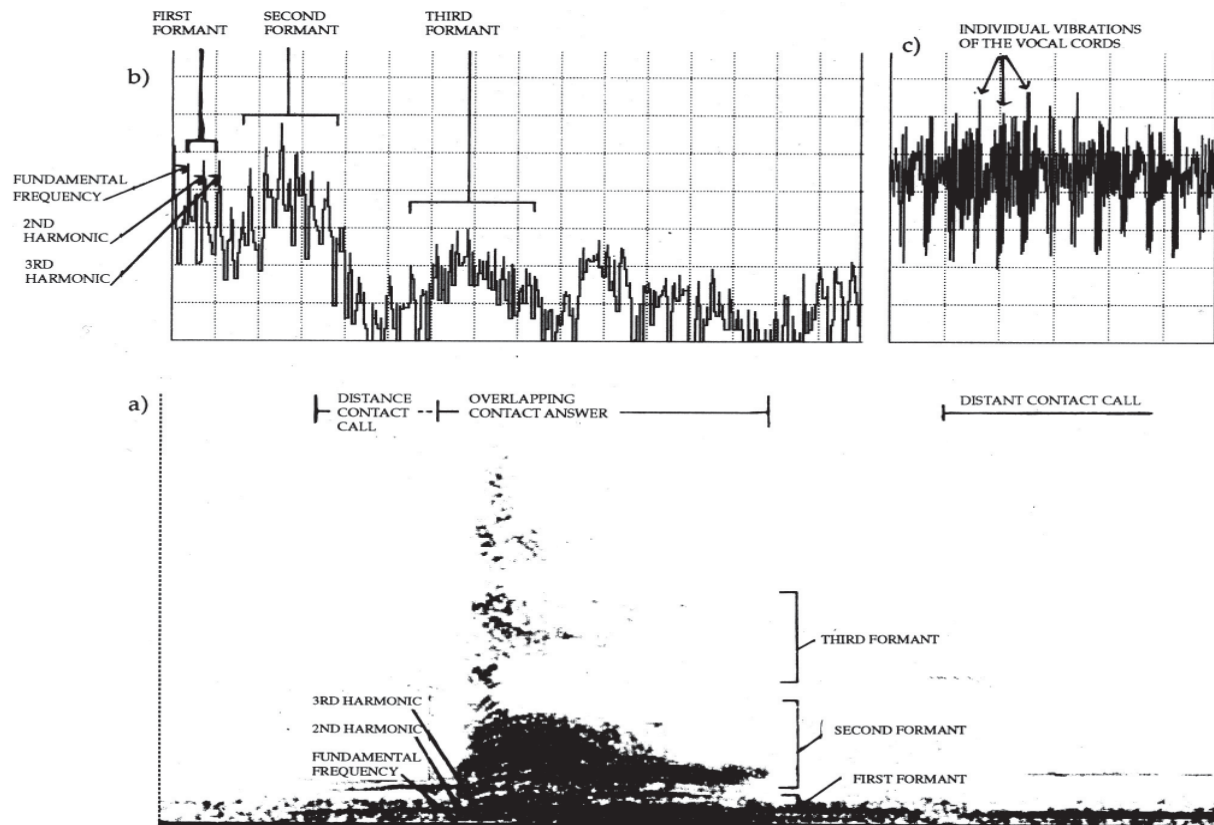 FIRST
FORMANT
SECOND
FORMANT
THIRD
FORMANT
b)
FUNDAMENTAL
FREQUENCY
2ND
HARMONIC
3RD
HARMONIC
c)
INDIVIDUAL VIBRATIONS
OF THE VOCAL CORDS
a)
DISTANCE
CONTACT
CALL
OVERLAPPING
CONTACT ANSWER
DISTANT CONTACT CALL
3RD HARMONIC
2ND HARMONIC
FUNDAMENTAL
FREQUENCY
THIRD FORMANT
SECOND FORMANT
FIRST FORMANT